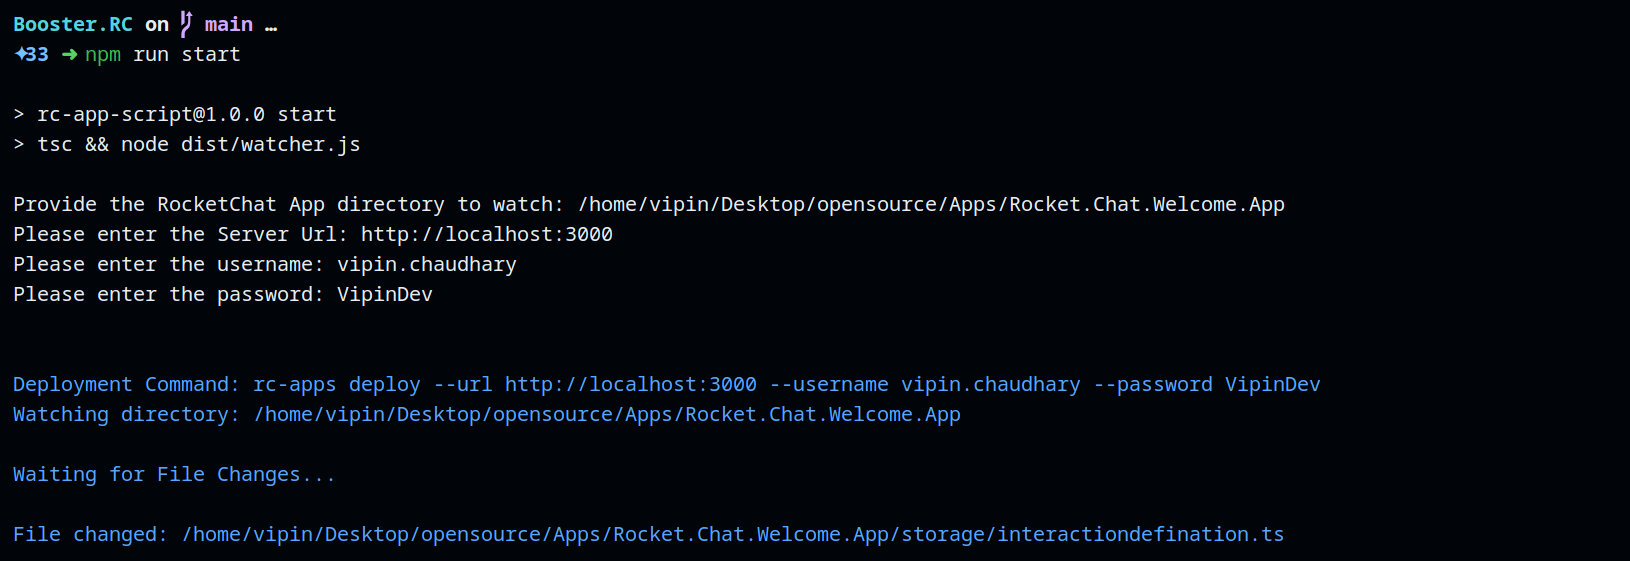 Booster.RC on main …
✦33 ➜ npm run start
> rc-app-script@1.0.0 start
> tsc && node dist/watcher.js
Provide the RocketChat App directory to watch: /home/vipin/Desktop/opensource/Apps/Rocket.Chat.Welcome.App
Please enter the Server Url: http://localhost:3000
Please enter the username: vipin.chaudhary
Please enter the password: VipinDev
Deployment Command: rc-apps deploy --url http://localhost:3000 --username vipin.chaudhary --password VipinDev
Watching directory: /home/vipin/Desktop/opensource/Apps/Rocket.Chat.Welcome.App
Waiting for File Changes...
File changed: /home/vipin/Desktop/opensource/Apps/Rocket.Chat.Welcome.App/storage/interactiondefination.ts